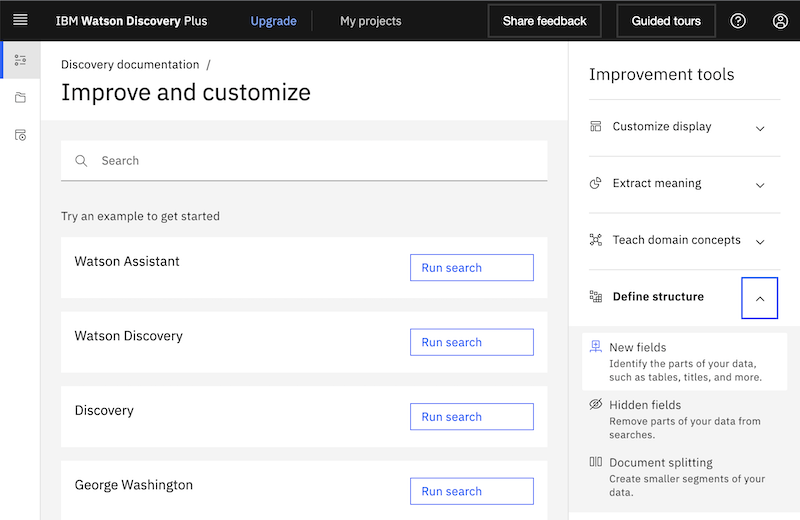 IBM Watson Discovery Plus Upgrade My projects Share feedback Guided tours
Discovery documentation /
Improve and customize
Search
Try an example to get started
Watson Assistant Run search
Watson Discovery Run search
Discovery Run search
George Washington Run search
Improvement tools
Customize display
Extract meaning
Teach domain concepts
Define structure
New fields
Identify the parts of your data,
such as tables, titles, and more.
Hidden fields
Remove parts of your data from
searches.
Document splitting
Create smaller segments of your
data.